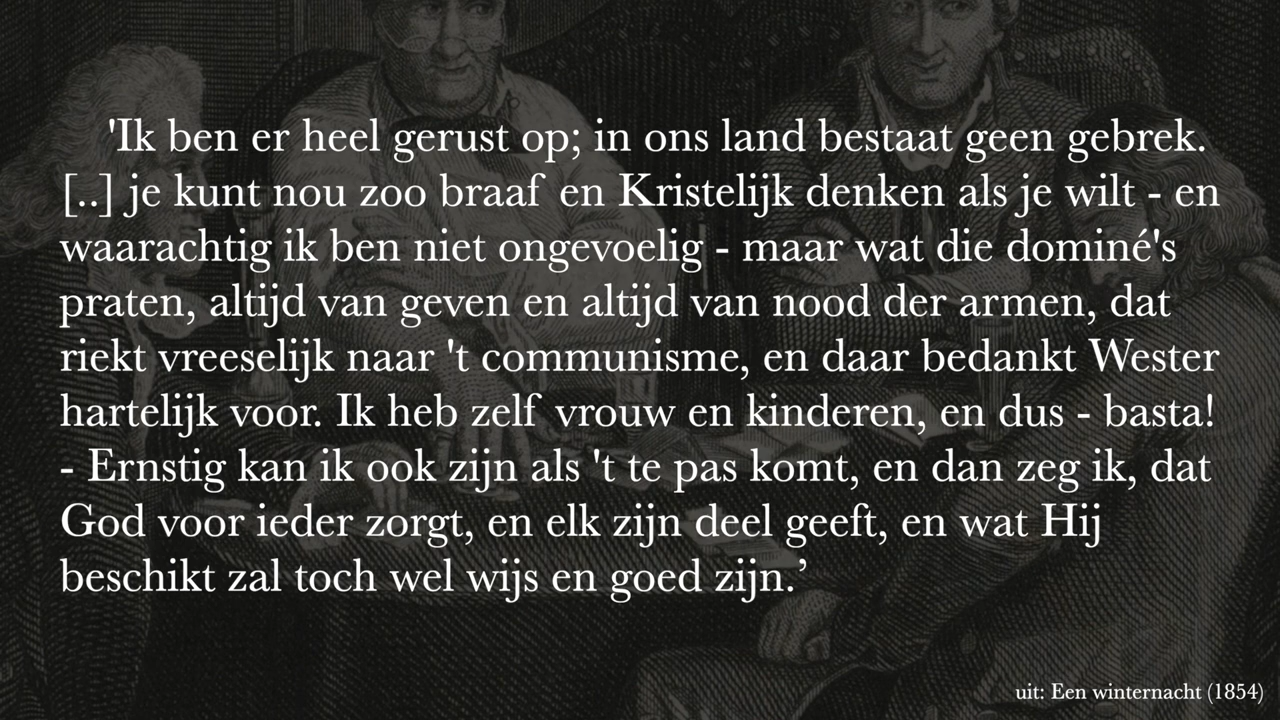 'Ik ben er heel gerust op; in ons land bestaat geen gebrek.
[..] je kunt nou zoo braaf en Kristelijk denken als je wilt - en
waarachtig ik ben niet ongevoelig - maar wat die dominé's
praten, altijd van geven en altijd van nood der armen, dat
riekt vreeselijk naar 't communisme, en daar bedankt Wester
hartelijk voor. Ik heb zelf vrouw en kinderen, en dus - basta!
- Ernstig kan ik ook zijn als 't te pas komt, en dan zeg ik, dat
God voor ieder zorgt, en elk zijn deel geeft, en wat Hij
beschikt zal toch wel wijs en goed zijn.’
uit: Een winternacht (1854)